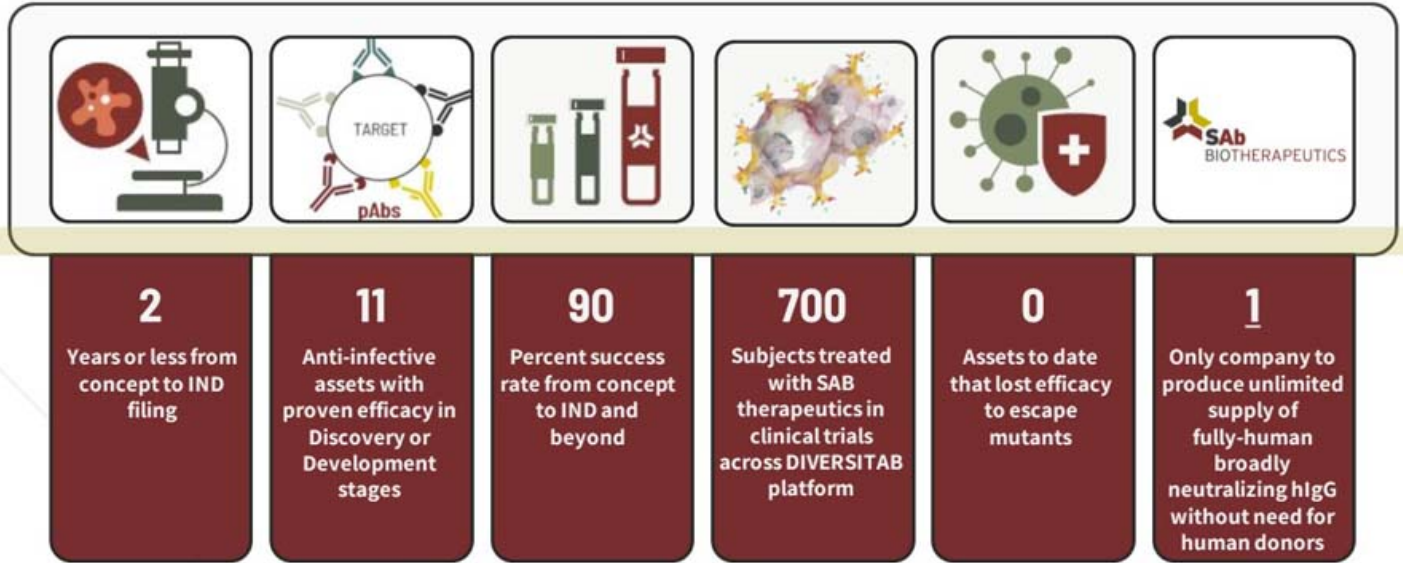 TARGET
pAbs
SAb
BIOTHERAPEUTICS
2
Years or less from
concept to IND
filing
11
Anti-infective
assets with
proven efficacy in
Discovery or
Development
stages
90
Percent success
rate from concept
to IND and
beyond
700
Subjects treated
with SAB
therapeutics in
clinical trials
across DIVERSITAB
platform
0
Assets to date
that lost efficacy
to escape
mutants
1
Only company to
produce unlimited
supply of
fully-human
broadly
neutralizing hIgG
without need for
human donors